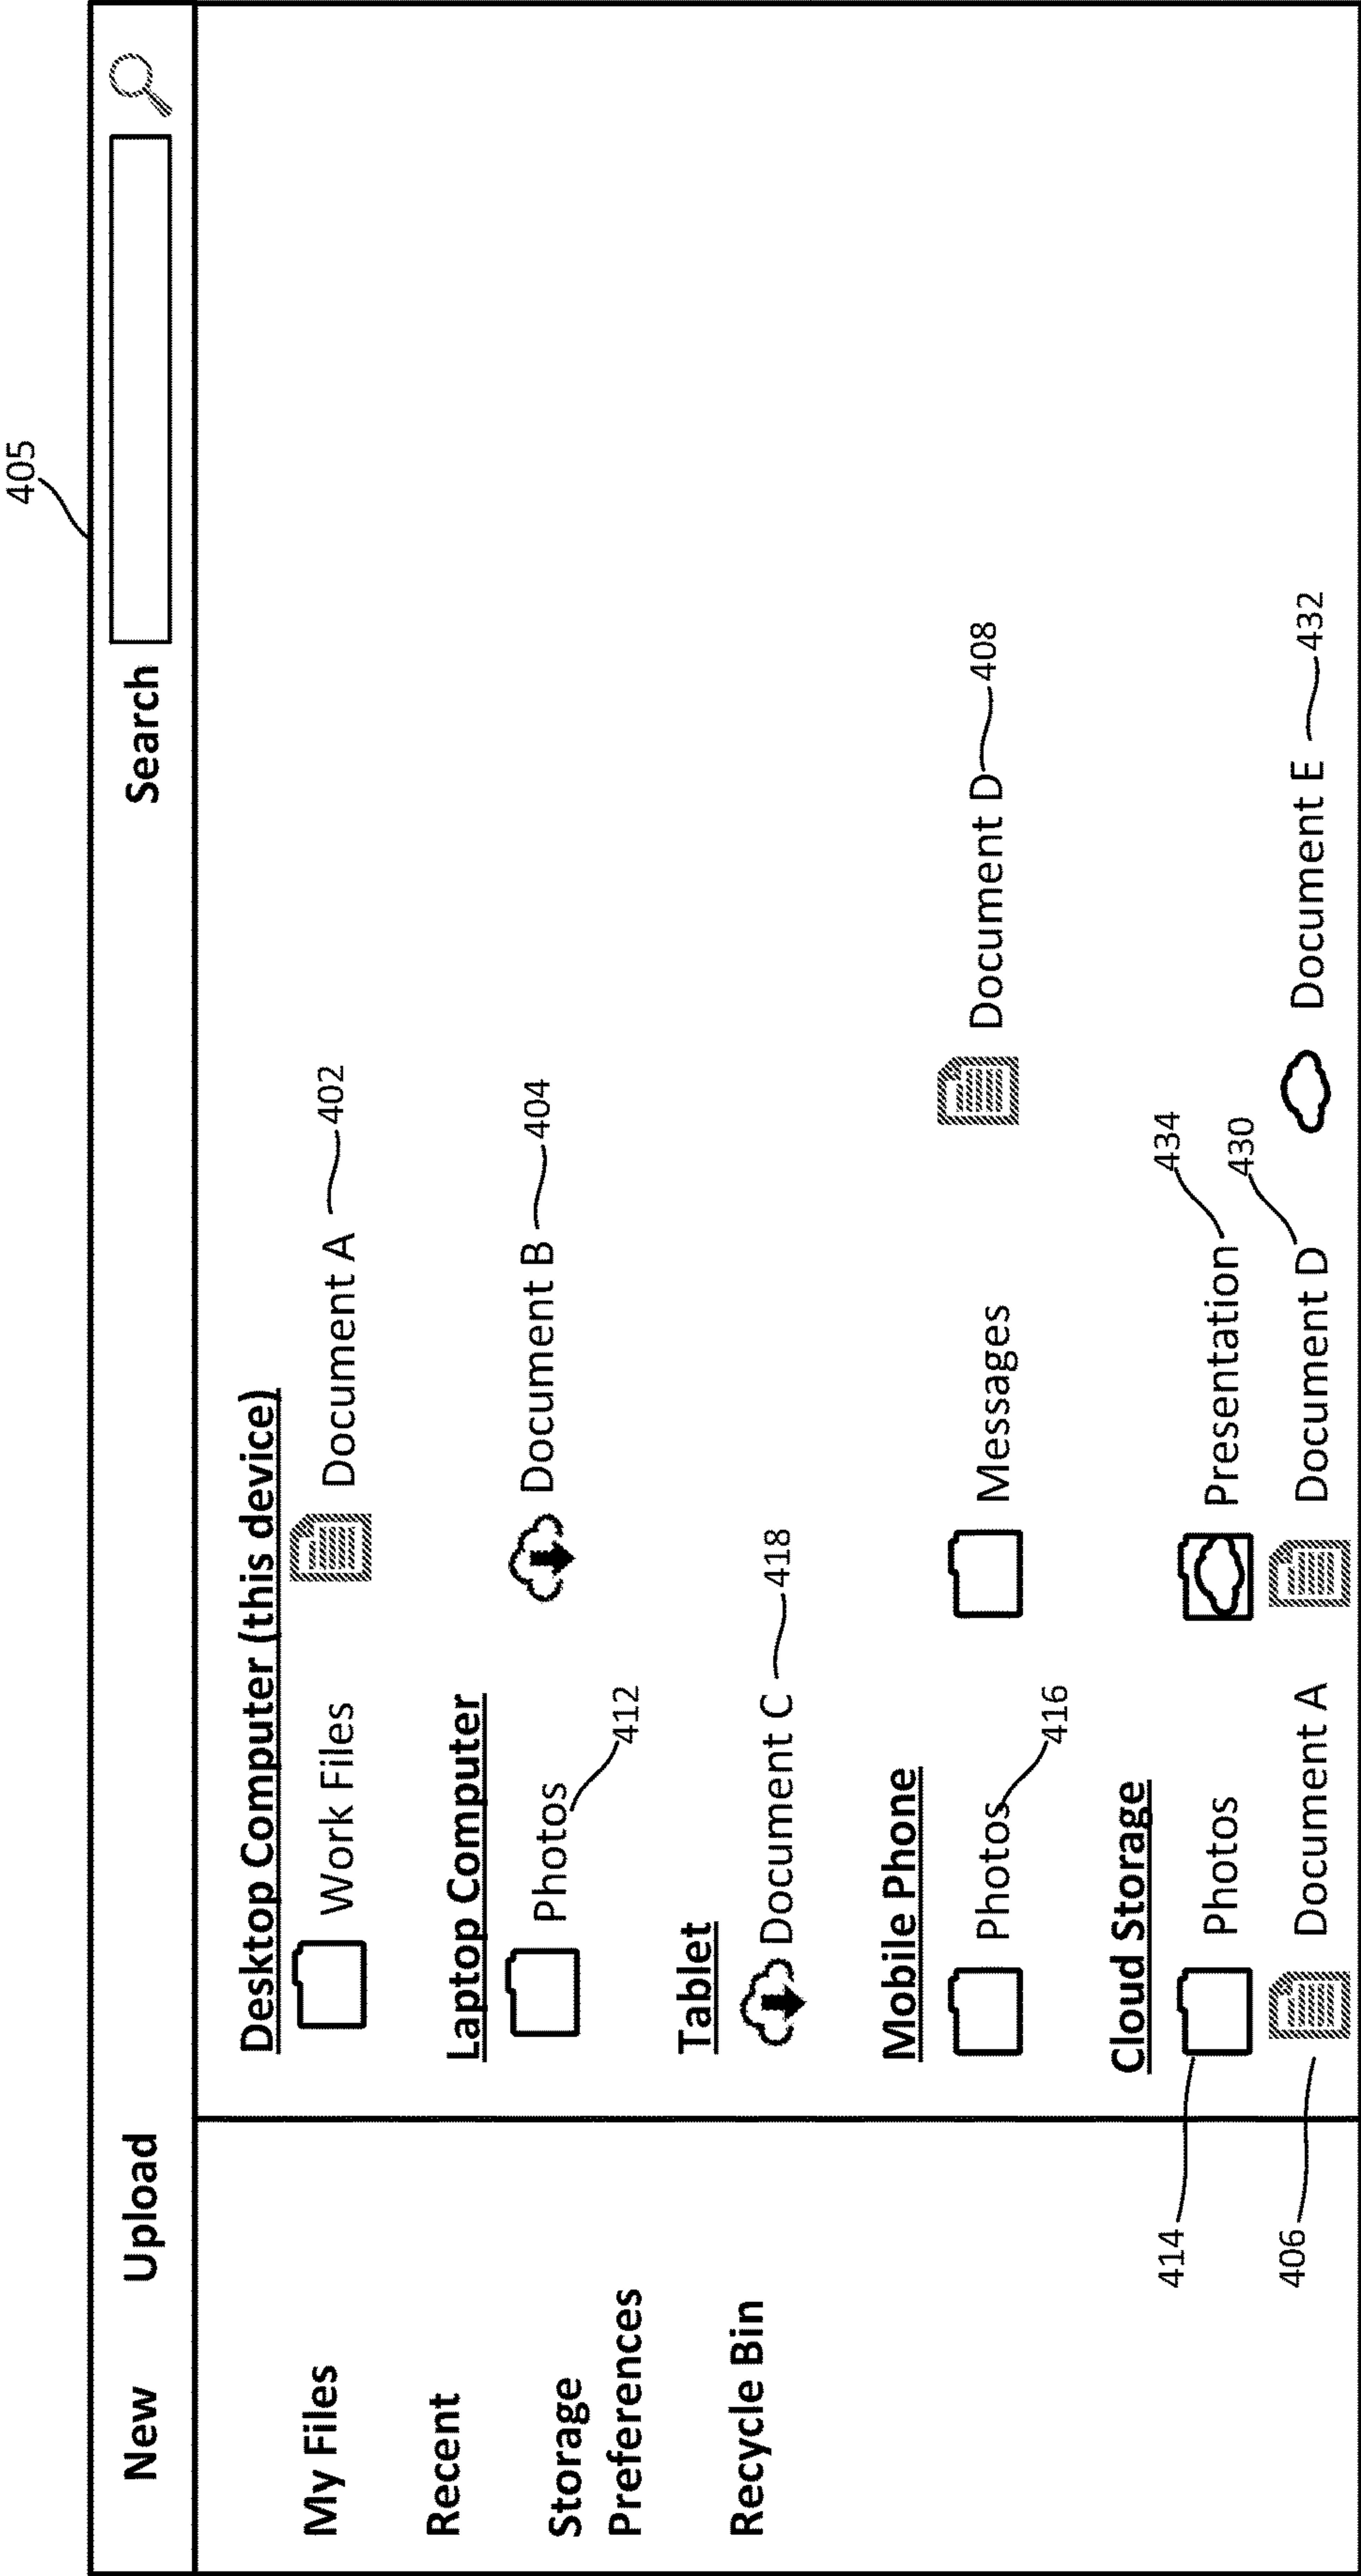 405
New Upload Search
My Files
Recent
Storage
Preferences
Recycle Bin
Desktop Computer (this device)
Work Files Document A 402
Laptop Computer
Photos Document B 404
412
Tablet
Document C 418
Mobile Phone
Photos Messages Document D 408
416
Cloud Storage
434
414 Photos Presentation
430
406 Document A Document D Document E 432